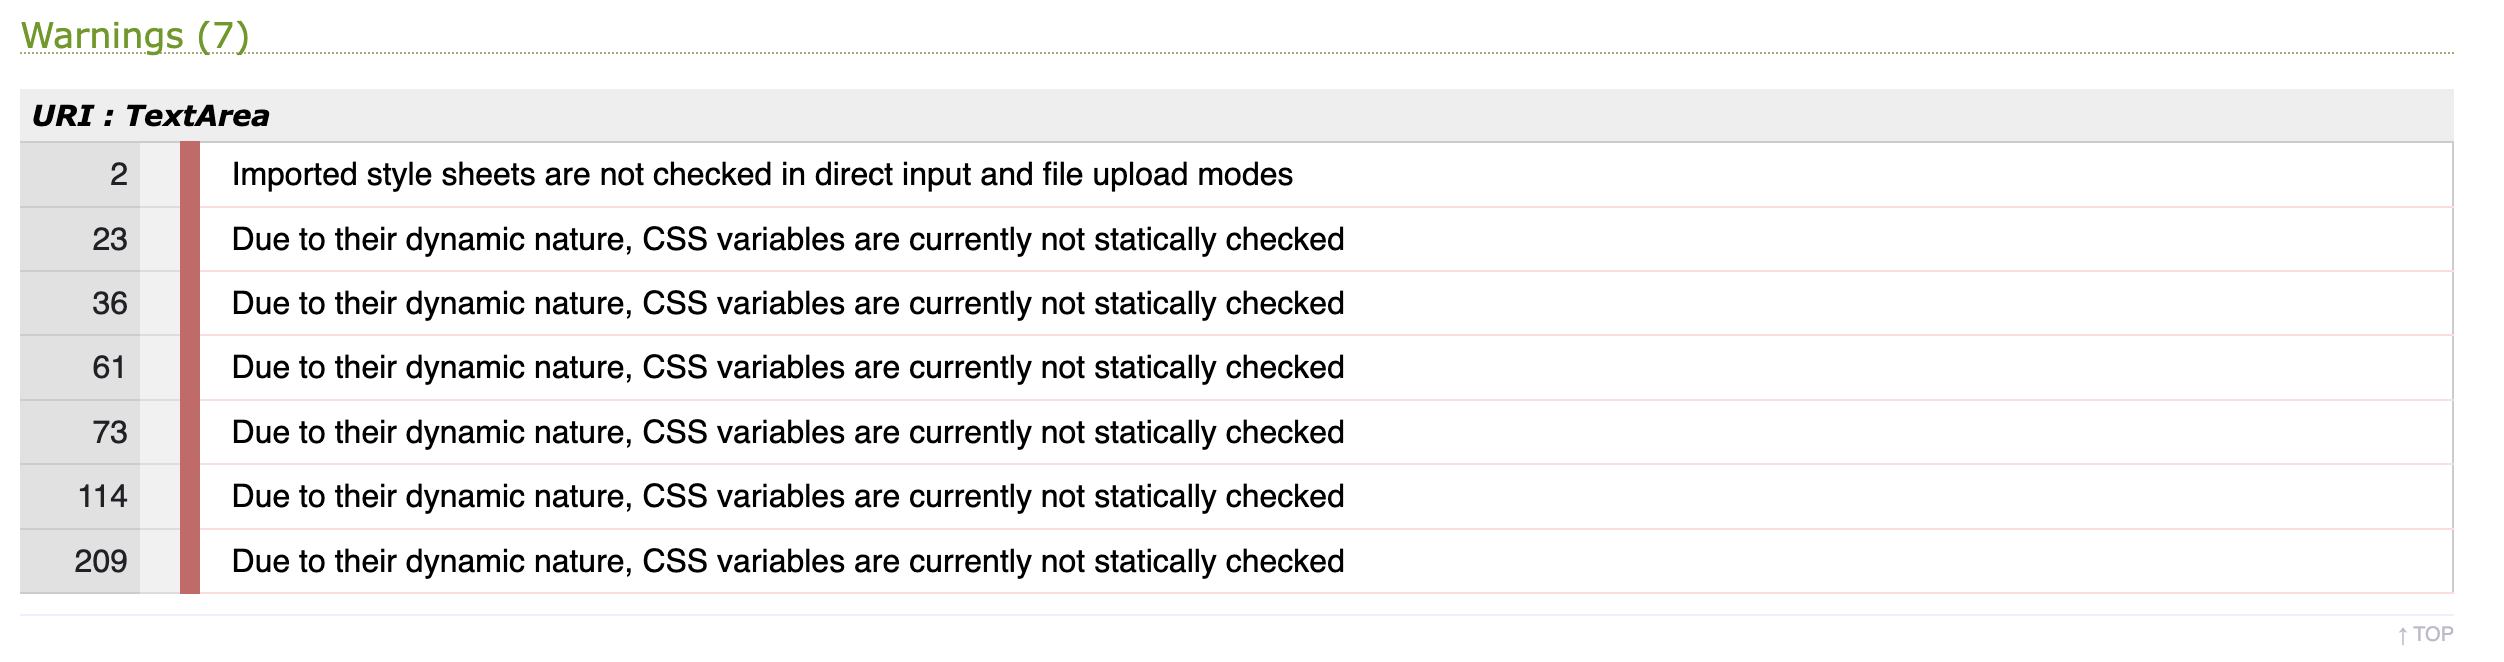 Warnings (7)
URI : TextArea
2 Imported style sheets are not checked in direct input and file upload modes
23 Due to their dynamic nature, CSS variables are currently not statically checked
36 Due to their dynamic nature, CSS variables are currently not statically checked
61 Due to their dynamic nature, CSS variables are currently not statically checked
73 Due to their dynamic nature, CSS variables are currently not statically checked
114 Due to their dynamic nature, CSS variables are currently not statically checked
209 Due to their dynamic nature, CSS variables are currently not statically checked
↑ TOP